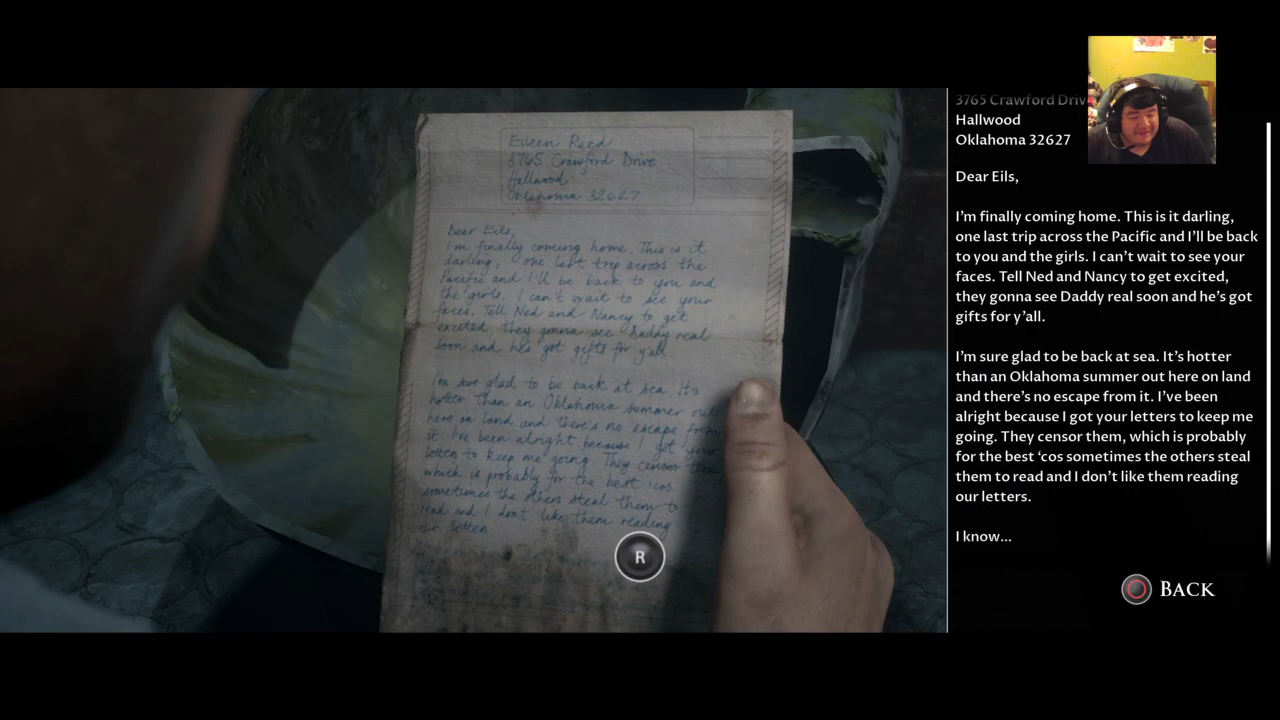 Eileen Reed
3765 Crawford Drive
Hallwood
Oklahoma 32627
Dear Eils,
I'm finally coming home. This is it
darling, one last trip across the
Pacific and I'll be back to you and
the girls. I can't wait to see your
faces. Tell Ned and Nancy to get
excited, they gonna see Daddy real
soon and he's got gifts for y'all.
I'm sure glad to be back at sea. It's
hotter than an Oklahoma summer out
here on land and there's no escape from
it. I've been alright because I got your
letters to keep me going. They censor them,
which is probably for the best 'cos
sometimes the others steal them to
read and I don't like them reading
our letters
R
3765 Crawford Driv
Hallwood
Oklahoma 32627
Dear Eils,
I'm finally coming home. This is it darling,
one last trip across the Pacific and I'll be back
to you and the girls. I can't wait to see your
faces. Tell Ned and Nancy to get excited,
they gonna see Daddy real soon and he's got
gifts for y'all.
I'm sure glad to be back at sea. It's hotter
than an Oklahoma summer out here on land
and there's no escape from it. I've been
alright because I got your letters to keep me
going. They censor them, which is probably
for the best ‘cos sometimes the others steal
them to read and I don't like them reading
our letters.
I know...
BACK